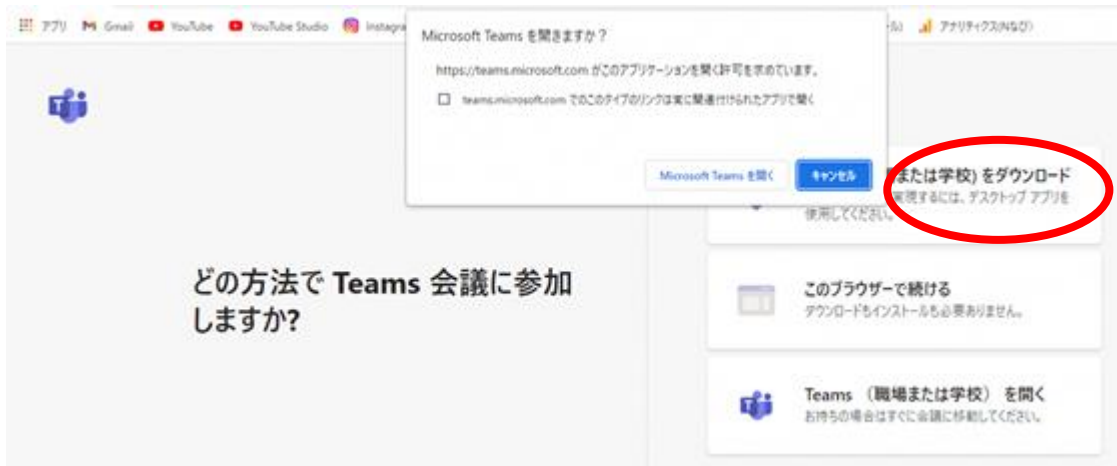 アプリ M Gmail YouTube YouTube Studio Instagra
アナリティクス(Nなび)
Microsoft Teams を開きますか？
https://teams.microsoft.com がこのアプリケーションを開く許可を求めています。
teams.microsoft.com でのこのタイプのリンクは常に関連付けられたアプリで開く
Microsoft Teams を開く キャンセル
または学校) をダウンロード
実現するには、デスクトップ アプリを
使用してください。
どの方法で Teams 会議に参加
しますか?
このブラウザーで続ける
ダウンロードもインストールも必要ありません。
Teams （職場または学校） を開く
お持ちの場合はすぐに会議に移動してください。